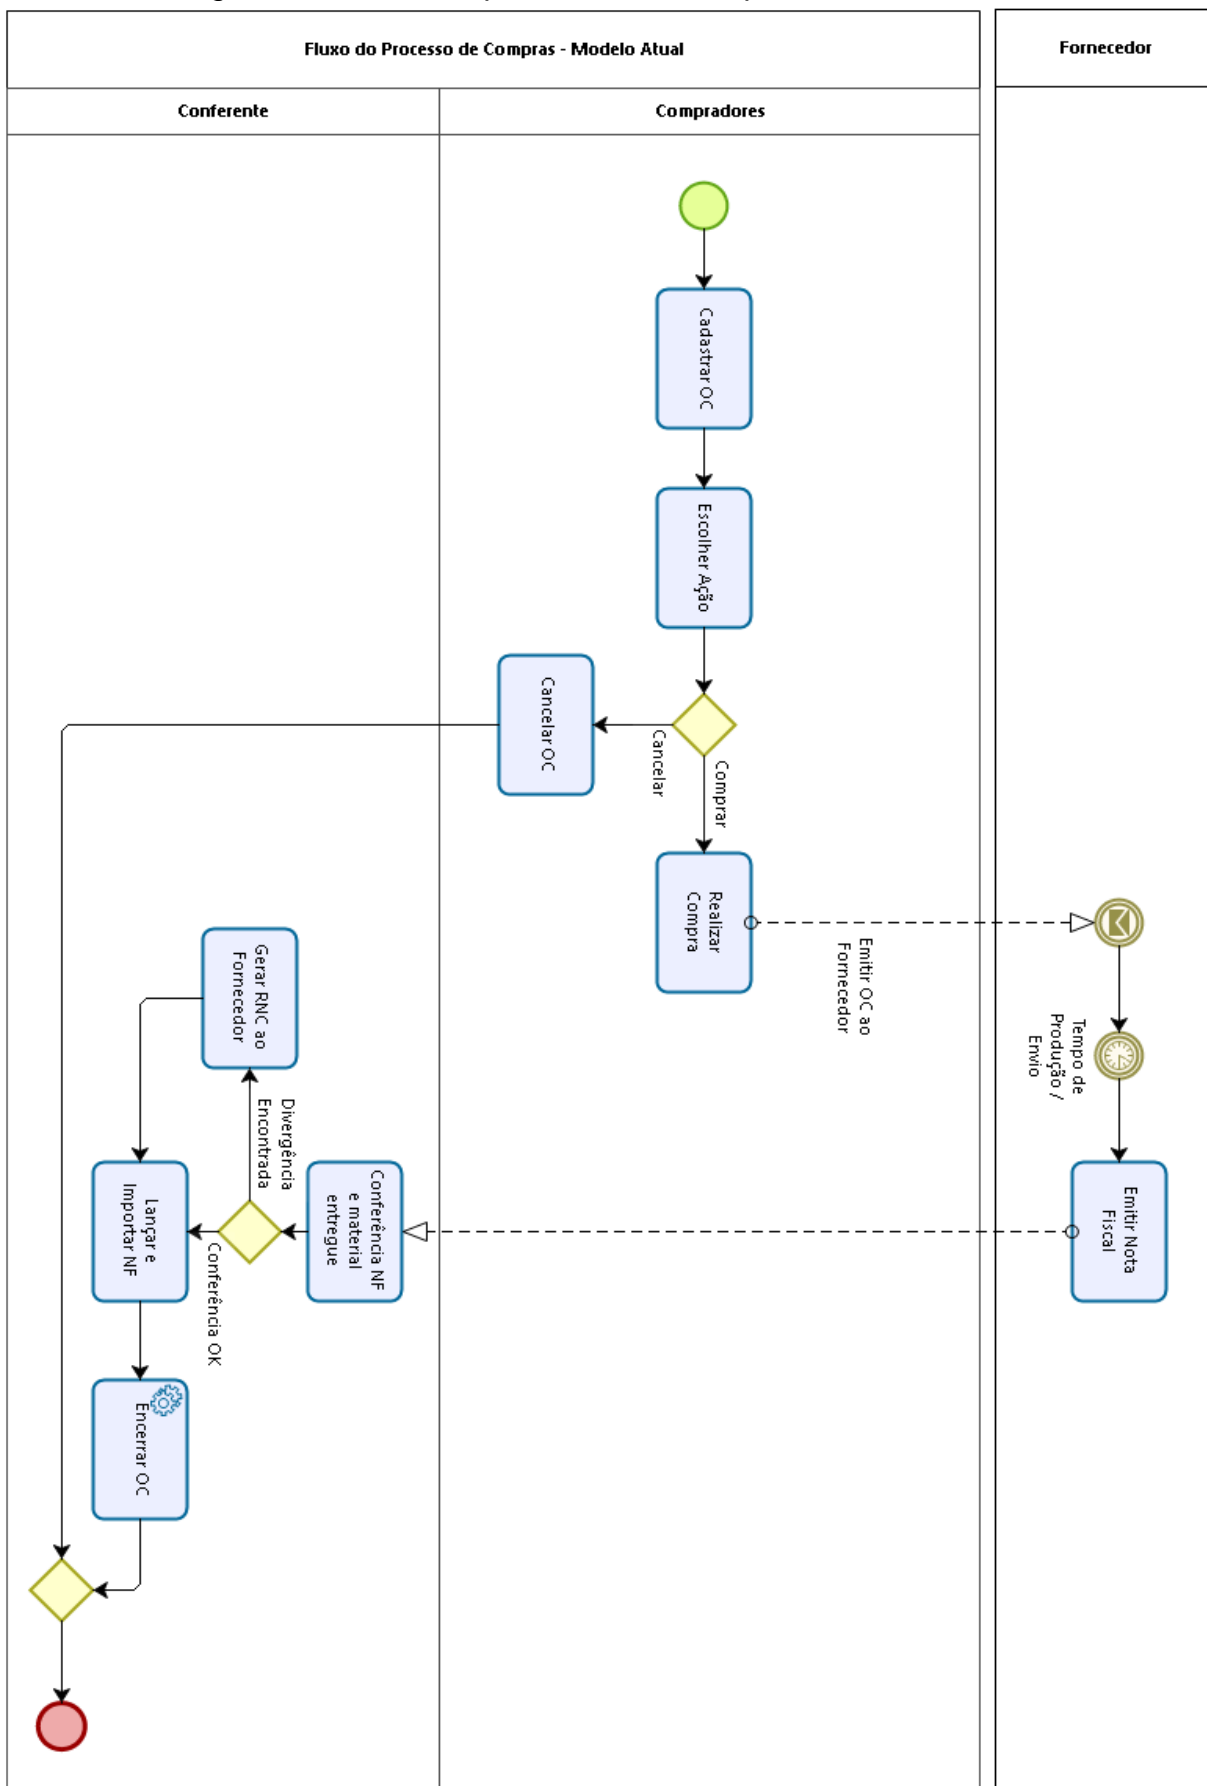 Fluxo do Processo de Compras - Modelo Atual
Fornecedor
Conferente
Compradores
Cadastrar OC
Escolher Ação
Cancelar OC
Cancelar
Comprar
Realizar
Compra
Emitir OC ao
Fornecedor
Tempo de
Produção /
Envio
Emitir Nota
Fiscal
Gerar RNC ao
Fornecedor
Divergência
Encontrada
Conferência NF
e material
entregue
Lançar e
Importar NF
Conferência OK
Encerrar OC